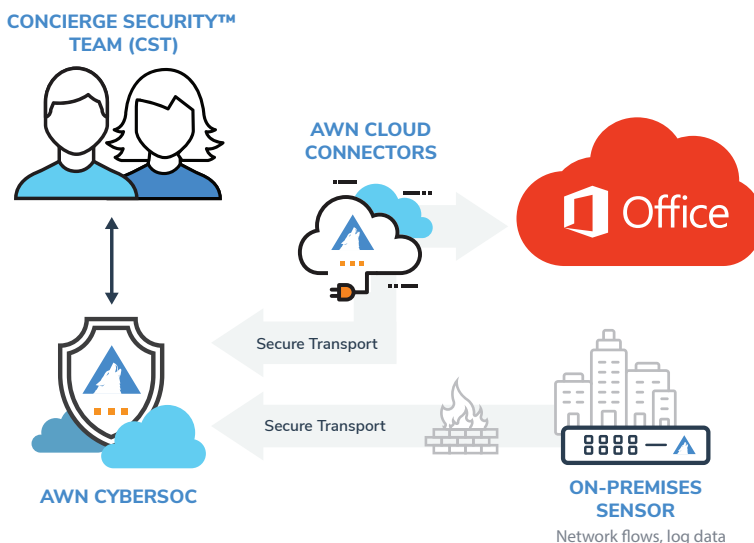 CONCIERGE SECURITY™
TEAM (CST)
AWN CLOUD
CONNECTORS
Office
Secure Transport
Secure Transport
AWN CYBERSOC
ON-PREMISES
SENSOR
Network flows, log data